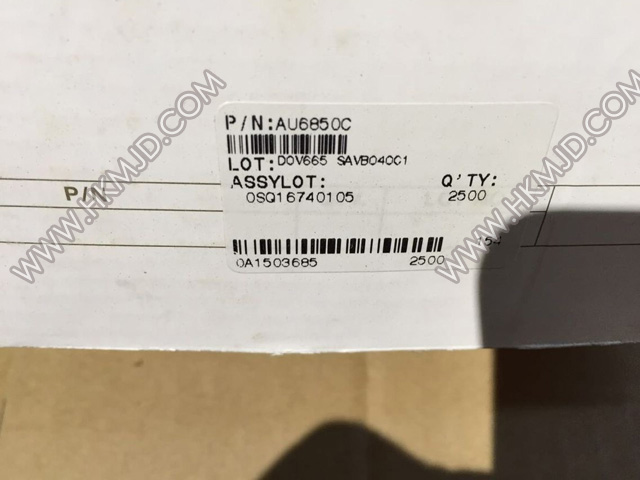 P/N:AU6850C
LOT: D0V665 SAVB040C1
ASSYLOT: Q'TY:
0SQ16740105 2500
P/
0A1503685 2500
WWW.HKMJD.COM
WWW.HKMJD.COM